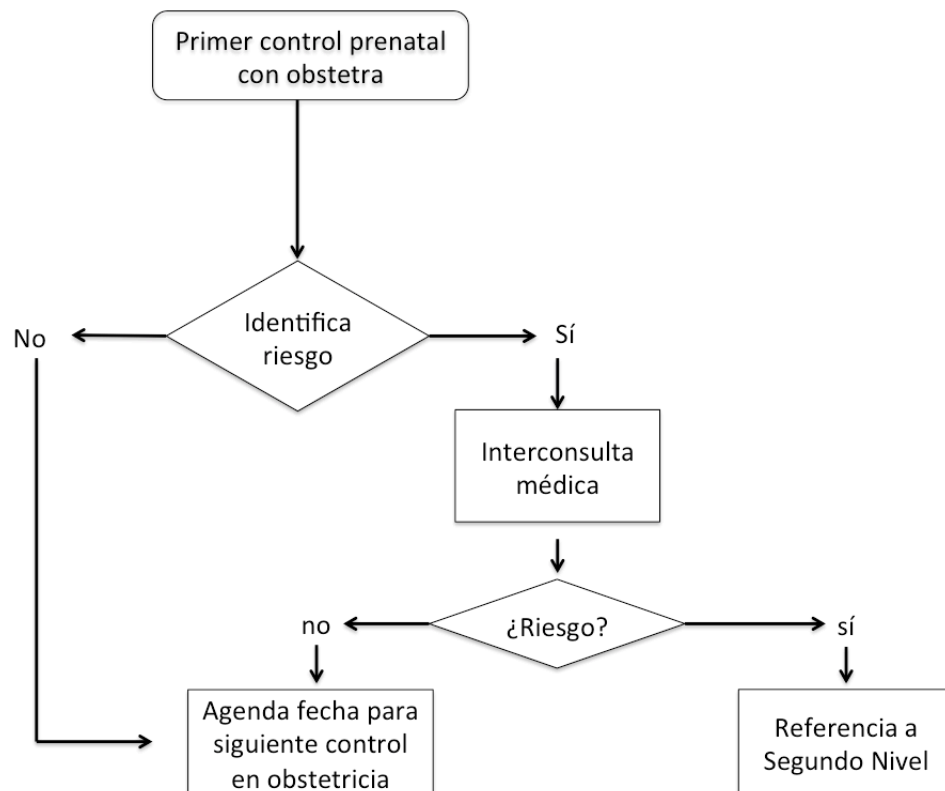 Primer control prenatal
con obstetra
Identifica
riesgo
No
Sí
Interconsulta
médica
¿Riesgo?
no
sí
Agenda fecha para
siguiente control
en obstetricia
Referencia a
Segundo Nivel